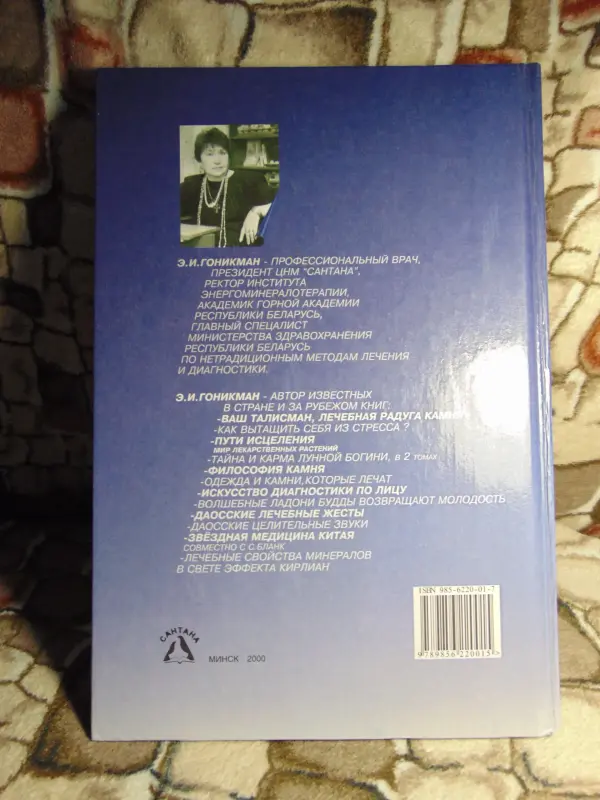 Э.И.ГОНИКМАН - ПРОФЕССИОНАЛЬНЫЙ ВРАЧ,
ПРЕЗИДЕНТ ЦНМ "САНТАНА",
РЕКТОР ИНСТИТУТА
ЭНЕРГОМИНЕРАЛОТЕРАПИИ,
АКАДЕМИК ГОРНОЙ АКАДЕМИИ
РЕСПУБЛИКИ БЕЛАРУСЬ,
ГЛАВНЫЙ СПЕЦАЛИСТ
МИНИСТЕРСТВА ЗДРАВОХРАНЕНИЯ
РЕСПУБЛИКИ БЕЛАРУСЬ
ПО НЕТРАДИЦИОННЫМ МЕТОДАМ ЛЕЧЕНИЯ
И ДИАГНОСТИКИ.
Э.И.ГОНИКМАН - АВТОР ИЗВЕСТНЫХ
В СТРАНЕ И ЗА РУБЕЖОМ КНИГ:
-ВАШ ТАЛИСМАН, ЛЕЧЕБНАЯ РАДУГА КАМНЯ
-КАК ВЫТАЩИТЬ СЕБЯ ИЗ СТРЕССА ?
-ПУТИ ИСЦЕЛЕНИЯ
МИР ЛЕКАРСТВЕННЫХ РАСТЕНИЙ
-ТАЙНА И КАРМА ЛУННОЙ БОГИНИ, В 2 ТОМАХ
-ФИЛОСОФИЯ КАМНЯ
-ОДЕЖДА И КАМНИ,КОТОРЫЕ ЛЕЧАТ
-ИСКУССТВО ДИАГНОСТИКИ ПО ЛИЦУ
-ВОЛШЕБНЫЕ ЛАДОНИ БУДДЫ ВОЗВРАЩАЮТ МОЛОДОСТЬ
-ДАОССКИЕ ЛЕЧЕБНЫЕ ЖЕСТЫ
-ДАОССКИЕ ЦЕЛИТЕЛЬНЫЕ ЗВУКИ
-ЗВЁЗДНАЯ МЕДИЦИНА КИТАЯ
СОВМЕСТНО С С.БЛАНК
-ЛЕЧЕБНЫЕ СВОЙСТВА МИНЕРАЛОВ
В СВЕТЕ ЭФФЕКТА КИРЛИАН
ISBN 985-6220-01-7
9789856220015
САНТАНА
МИНСК 2000